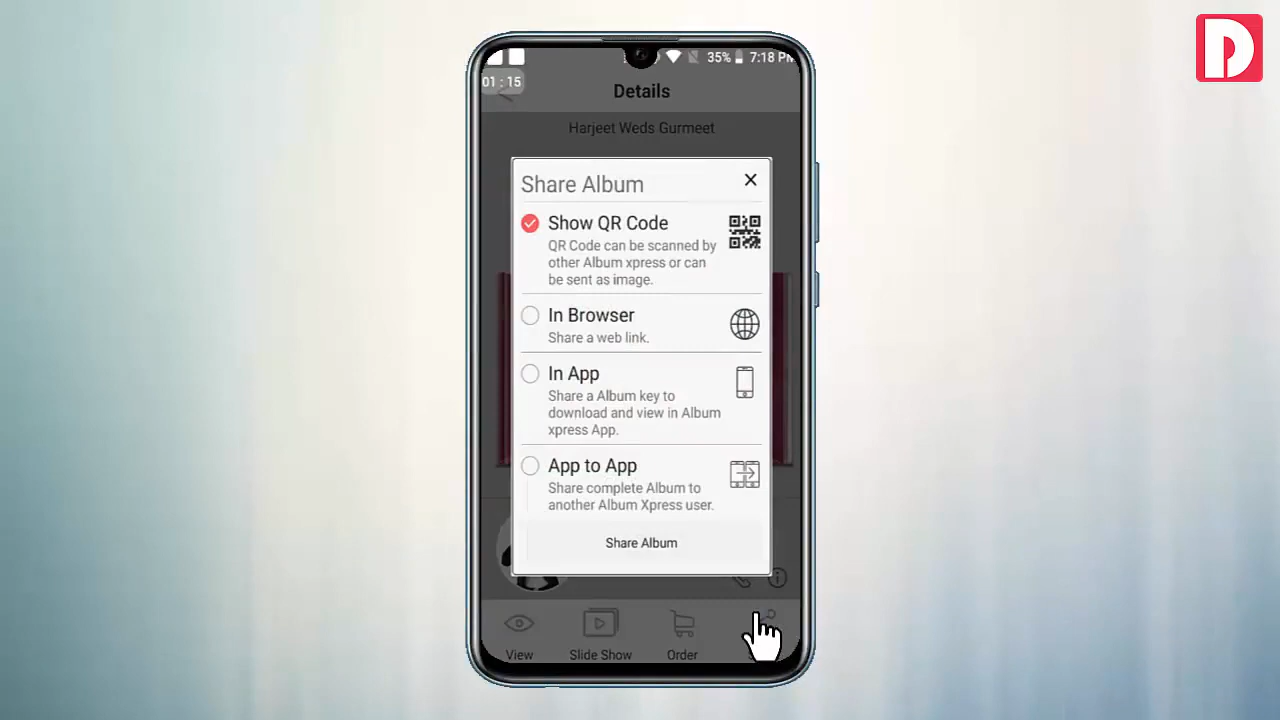 D
35% 7:18 PM
01 : 15
Details
Harjeet Weds Gurmeet
Share Album
Show QR Code
QR Code can be scanned by
other Album xpress or can
be sent as image.
In Browser
Share a web link.
In App
Share a Album key to
download and view in Album
xpress App.
App to App
Share complete Album to
another Album Xpress user.
Share Album
View Slide Show Order